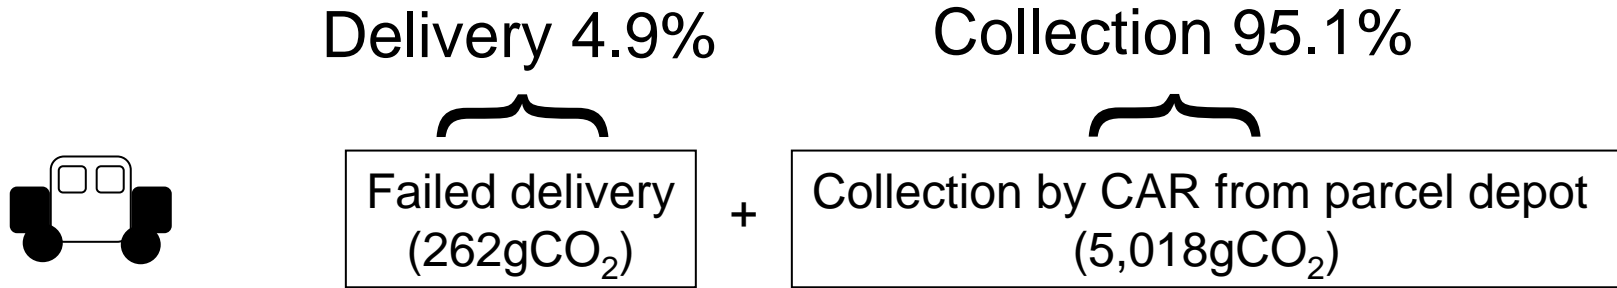 Delivery 4.9%
Collection 95.1%
Failed delivery
(262gCO₂)
+
Collection by CAR from parcel depot
(5,018gCO₂)